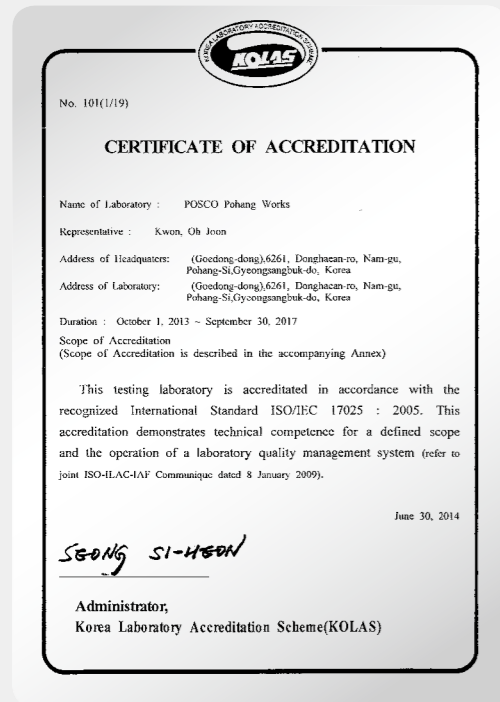 KOREA LABORATORY ACCREDITATION SCHEME
KOLAS
No. 101(1/19)
CERTIFICATE OF ACCREDITATION
Name of Laboratory : POSCO Pohang Works
Representative : Kwon, Oh Joon
Address of Headquaters: (Goedong-dong),6261, Donghaean-ro, Nam-gu,
Pohang-Si,Gyeongsangbuk-do, Korea
Address of Laboratory: (Goedong-dong),6261, Donghaean-ro, Nam-gu,
Pohang-Si,Gyeongsangbuk-do, Korea
Duration : October 1, 2013 ~ September 30, 2017
Scope of Accreditation
(Scope of Accreditation is described in the accompanying Annex)
This testing laboratory is accreditated in accordance with the
recognized International Standard ISO/IEC 17025 : 2005. This
accreditation demonstrates technical competence for a defined scope
and the operation of a laboratory quality management system (refer to
joint ISO-ILAC-IAF Communique dated 8 January 2009).
June 30, 2014
SEONG SI-HEON
Administrator,
Korea Laboratory Accreditation Scheme(KOLAS)